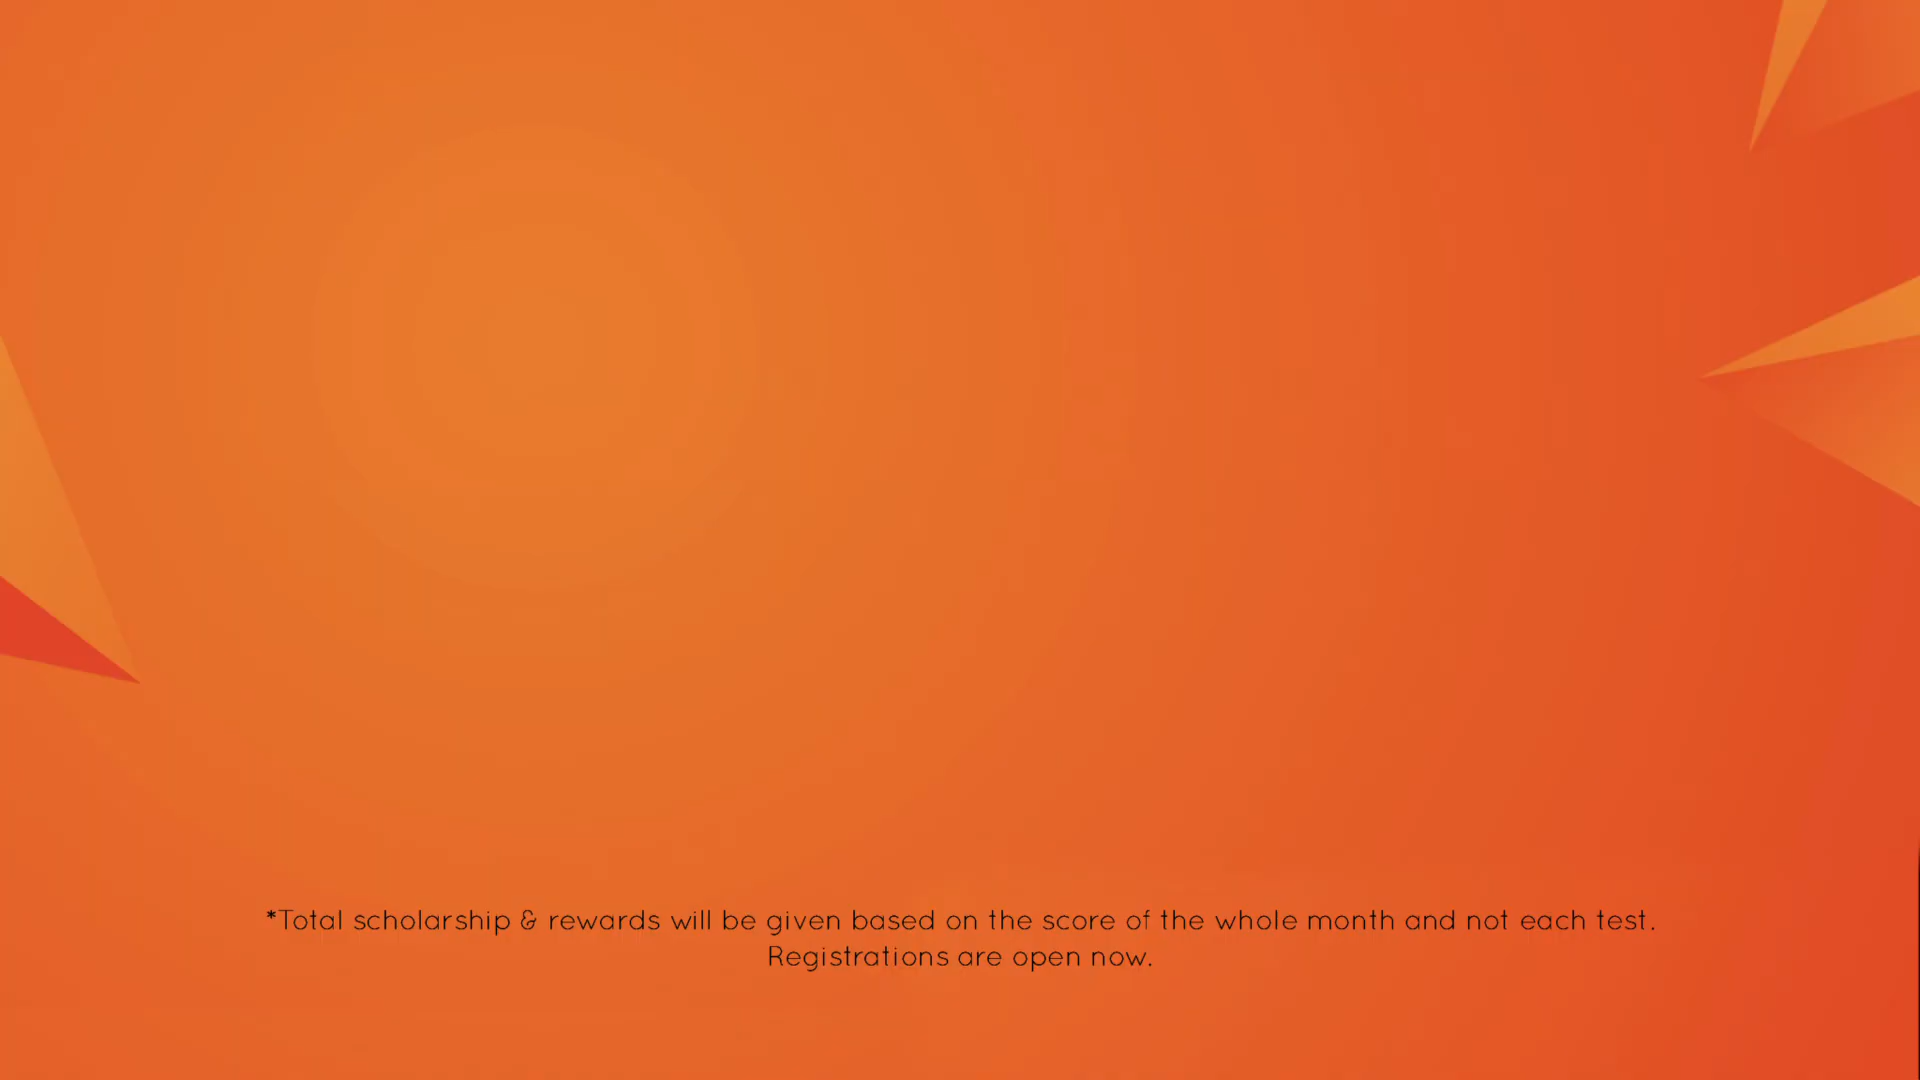 *Total scholarship & rewards will be given based on the score of the whole month and not each test.
Registrations are open now.